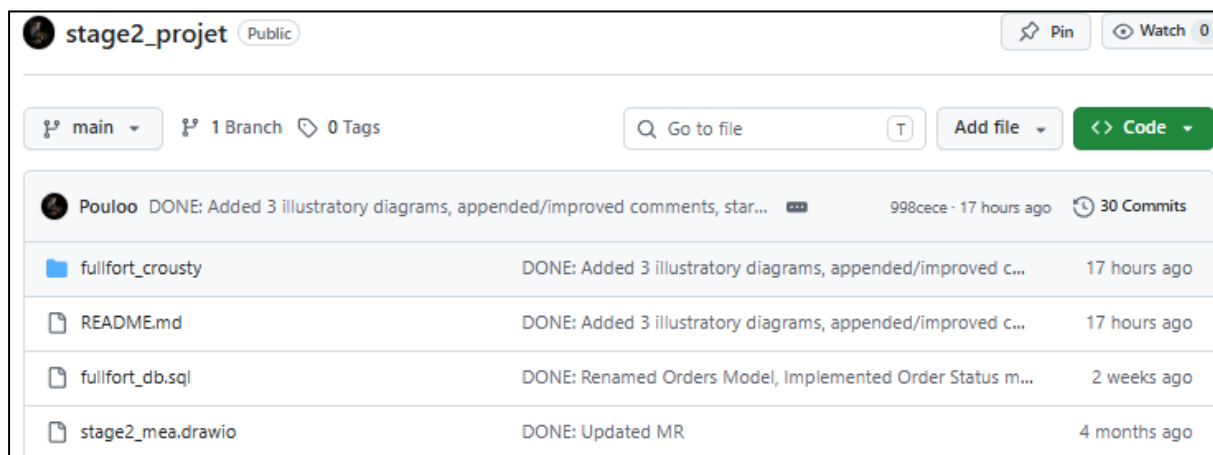 stage2_projet Public Pin Watch 0
main 1 Branch 0 Tags Go to file T Add file Code
Pouloo DONE: Added 3 illustratory diagrams, appended/improved comments, star... 998cece · 17 hours ago 30 Commits
fullfort_crousty DONE: Added 3 illustratory diagrams, appended/improved c... 17 hours ago
README.md DONE: Added 3 illustratory diagrams, appended/improved c... 17 hours ago
fullfort_db.sql DONE: Renamed Orders Model, Implemented Order Status m... 2 weeks ago
stage2_mea.drawio DONE: Updated MR 4 months ago